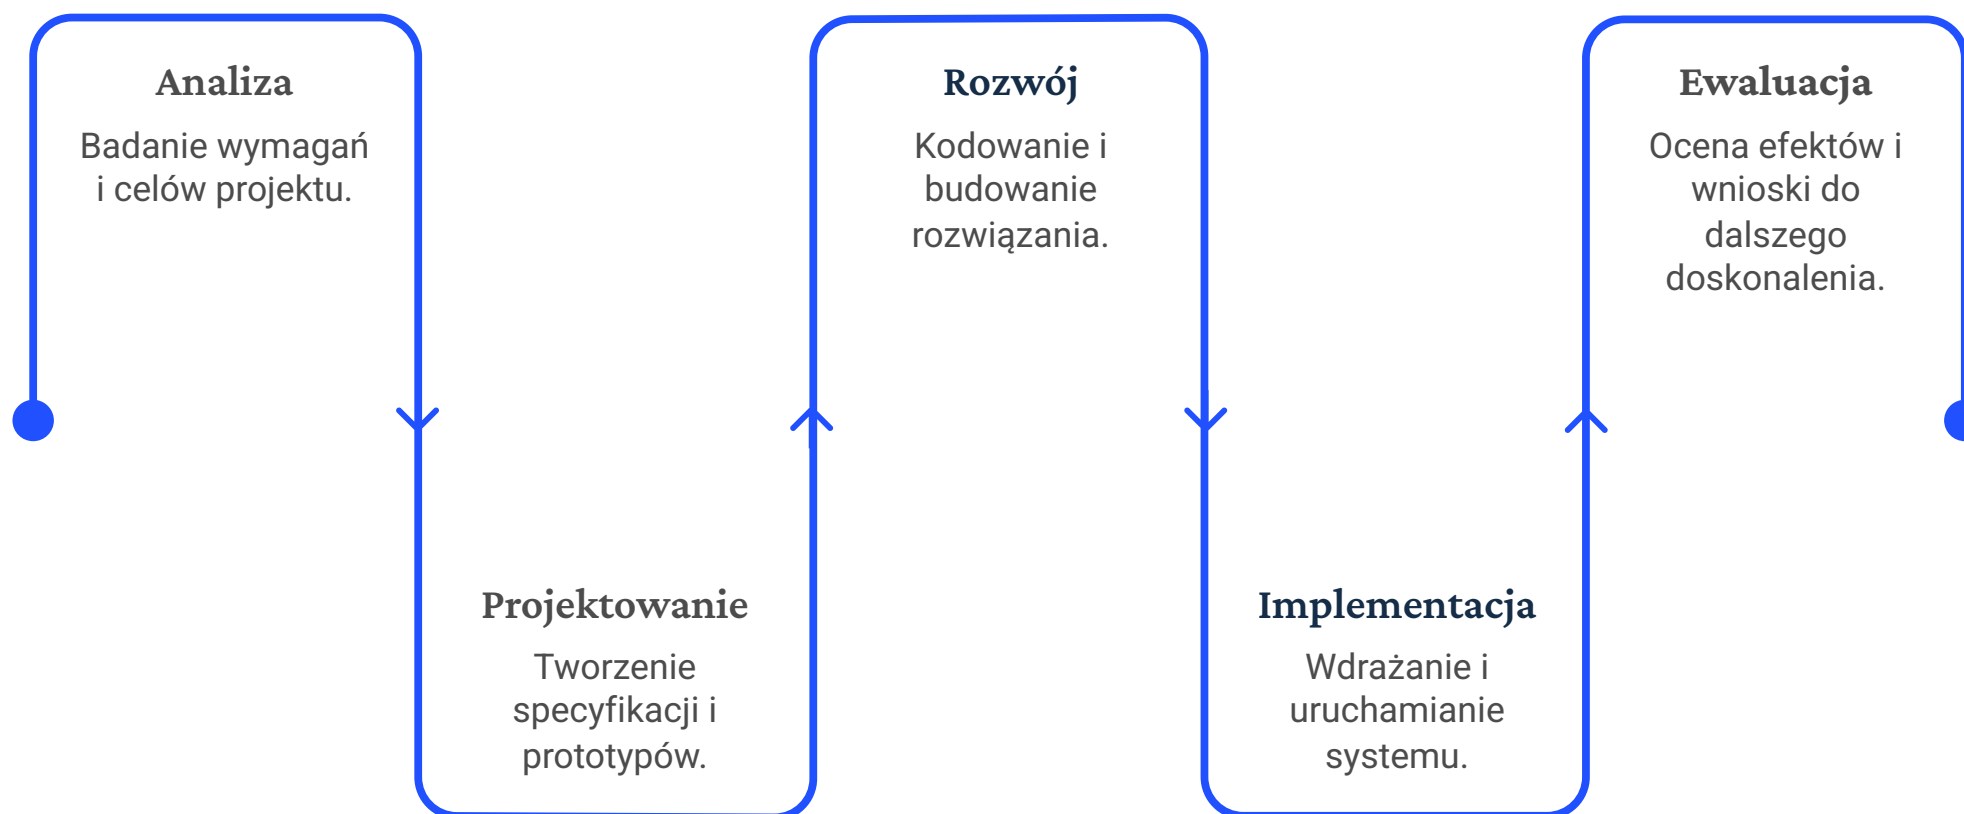 Analiza
Badanie wymagań
i celów projektu.
Projektowanie
Tworzenie
specyfikacji i
prototypów.
Rozwój
Kodowanie i
budowanie
rozwiązania.
Implementacja
Wdrażanie i
uruchamianie
systemu.
Ewaluacja
Ocena efektów i
wnioski do
dalszego
doskonalenia.